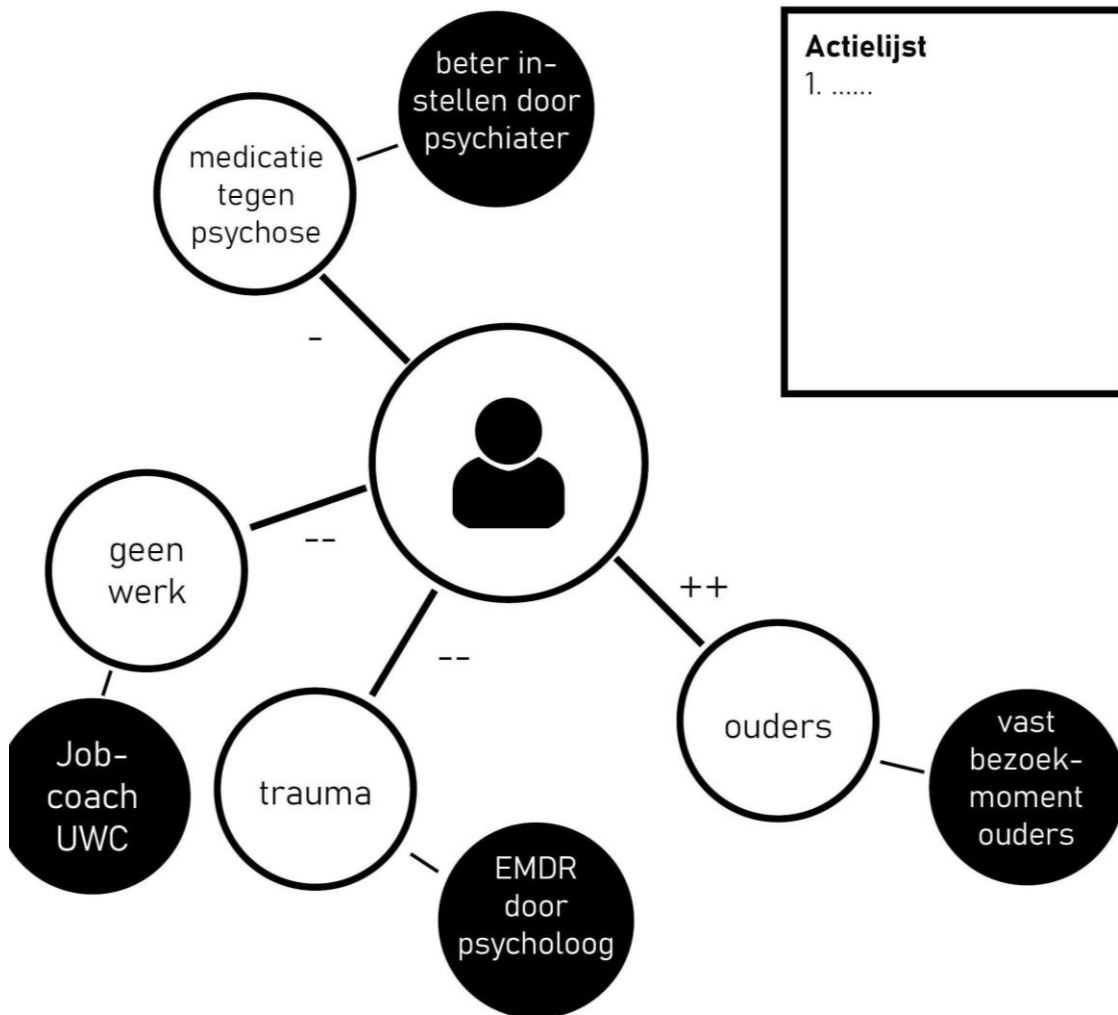 beter in-
stellen door
psychiater
Actielijst
1. ......
medicatie
tegen
psychose
-
geen
werk
--
++
--
ouders
vast
bezoek-
moment
ouders
Job-
coach
UWC
trauma
EMDR
door
psycholoog